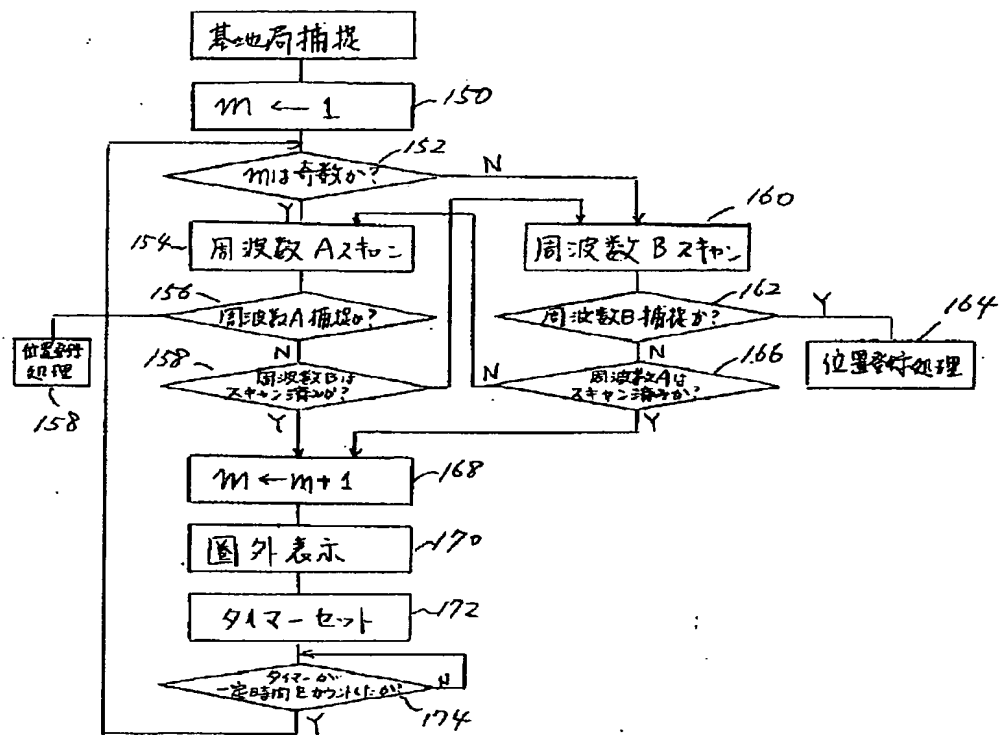 基地局捕捉
m ← 1
150
152
mは奇数か?
N
Y
160
154
周波数Aスキャン
周波数Bスキャン
156
周波数A捕捉か?
162
周波数B捕捉か?
Y
164
位置登録
処理
158
N
158
周波数Bは
スキャン済みか?
N
N
166
周波数Aは
スキャン済みか?
位置登録処理
Y
Y
m ← m+1
168
圏外表示
170
タイマーセット
172
タイマーが
一定時間をカウントしたか?
N
174
Y